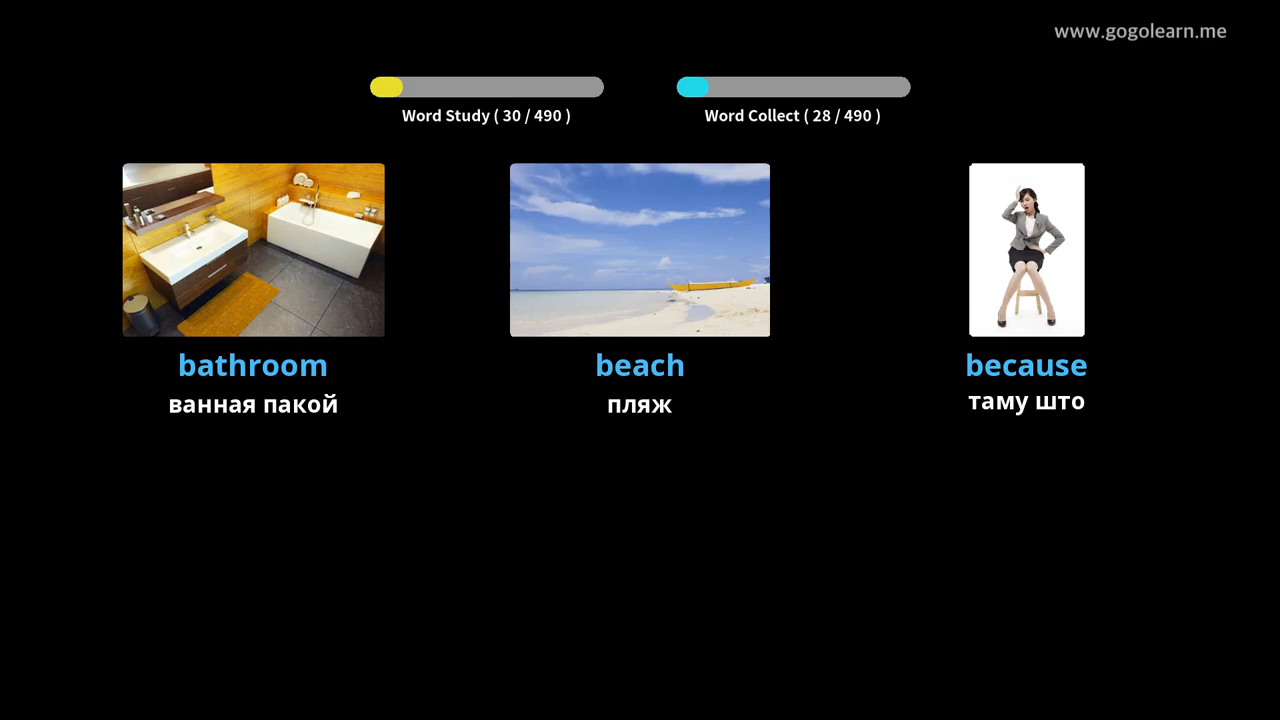 www.gogolearn.me
Word Study ( 30 / 490 )
Word Collect ( 28 / 490 )
bathroom
ванная пакой
beach
пляж
because
таму што